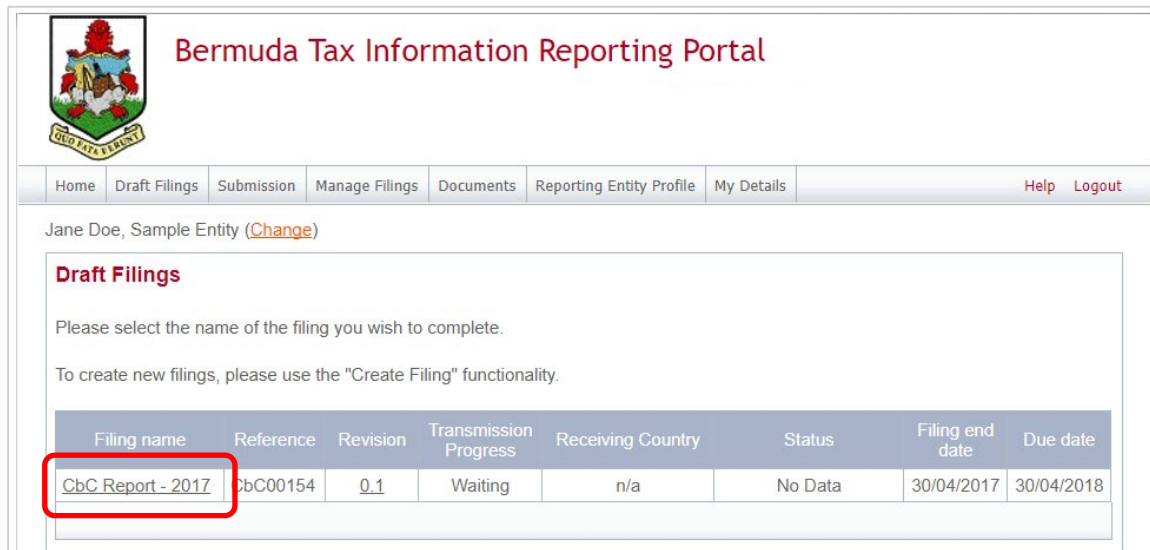 Bermuda Tax Information Reporting Portal
QUO FATA FERUNT
Home Draft Filings Submission Manage Filings Documents Reporting Entity Profile My Details Help Logout
Jane Doe, Sample Entity (Change)
Draft Filings
Please select the name of the filing you wish to complete.
To create new filings, please use the "Create Filing" functionality.
Filing name Reference Revision Transmission Progress Receiving Country Status Filing end date Due date
CbC Report - 2017 CbC00154 0.1 Waiting n/a No Data 30/04/2017 30/04/2018